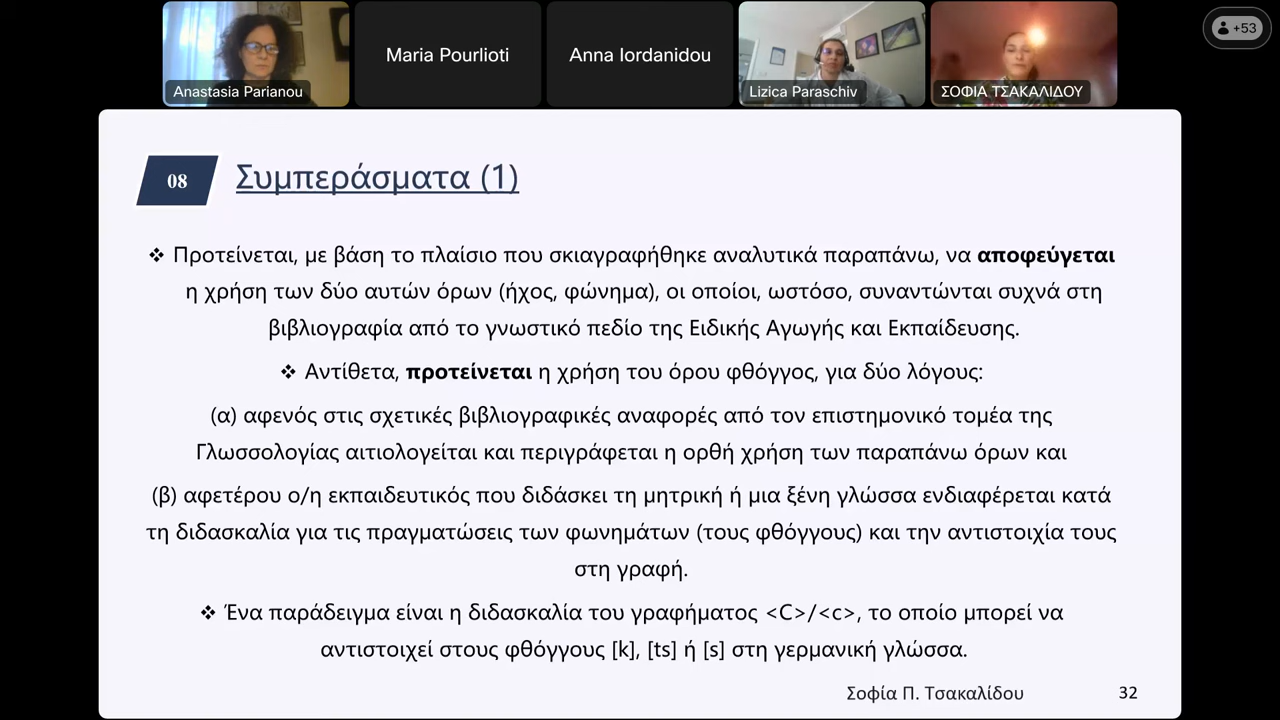 Anastasia Parianou
Maria Pourlioti
Anna Iordanidou
Lizica Paraschiv
ΣΟΦΙΑ ΤΣΑΚΑΛΙΔΟΥ
+53
08
Συμπεράσματα (1)
❖ Προτείνεται, με βάση το πλαίσιο που σκιαγραφήθηκε αναλυτικά παραπάνω, να αποφεύγεται
η χρήση των δύο αυτών όρων (ήχος, φώνημα), οι οποίοι, ωστόσο, συναντώνται συχνά στη
βιβλιογραφία από το γνωστικό πεδίο της Ειδικής Αγωγής και Εκπαίδευσης.
❖ Αντίθετα, προτείνεται η χρήση του όρου φθόγγος, για δύο λόγους:
(α) αφενός στις σχετικές βιβλιογραφικές αναφορές από τον επιστημονικό τομέα της
Γλωσσολογίας αιτιολογείται και περιγράφεται η ορθή χρήση των παραπάνω όρων και
(β) αφετέρου ο/η εκπαιδευτικός που διδάσκει τη μητρική ή μια ξένη γλώσσα ενδιαφέρεται κατά
τη διδασκαλία για τις πραγματώσεις των φωνημάτων (τους φθόγγους) και την αντιστοιχία τους
στη γραφή.
❖ Ένα παράδειγμα είναι η διδασκαλία του γραφήματος <C>/<c>, το οποίο μπορεί να
αντιστοιχεί στους φθόγγους [k], [ts] ή [s] στη γερμανική γλώσσα.
Σοφία Π. Τσακαλίδου
32